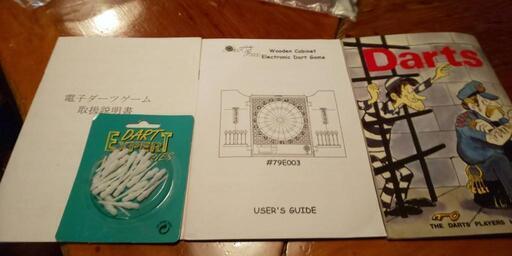 電子ダーツゲーム
取扱説明書
DART
EXPERT
Wooden Cabinet
Electronic Dart Game
#79E003
USER'S GUIDE
Darts
THE DARTS PLAYERS